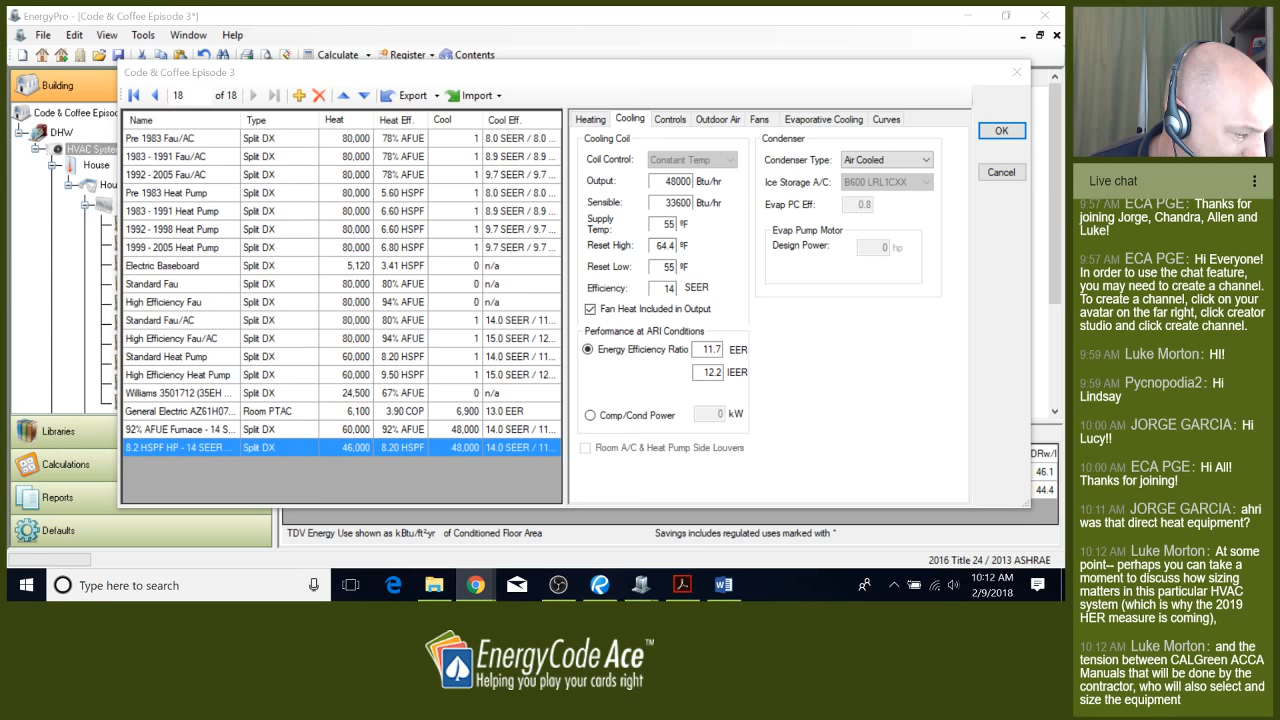 EnergyPro - [Code & Coffee Episode 3*]
File Edit View Tools Window Help
Calculate Register Contents
Building
Code & Coffee Episode 3
Code & Coffee Episod
DHW
HVAC System
House
Hou
18 of 18 Export Import
Name Type Heat Heat Eff. Cool Cool Eff.
Pre 1983 Fau/AC Split DX 80,000 78% AFUE 1 8.0 SEER / 8.0 ...
1983 - 1991 Fau/AC Split DX 80,000 78% AFUE 1 8.9 SEER / 8.9 ...
1992 - 2005 Fau/AC Split DX 80,000 78% AFUE 1 9.7 SEER / 9.7 ...
Pre 1983 Heat Pump Split DX 80,000 5.60 HSPF 1 8.0 SEER / 8.0 ...
1983 - 1991 Heat Pump Split DX 80,000 6.60 HSPF 1 8.9 SEER / 8.9 ...
1992 - 1998 Heat Pump Split DX 80,000 6.60 HSPF 1 9.7 SEER / 9.7 ...
1999 - 2005 Heat Pump Split DX 80,000 6.80 HSPF 1 9.7 SEER / 9.7 ...
Electric Baseboard Split DX 5,120 3.41 HSPF 0 n/a
Standard Fau Split DX 80,000 80% AFUE 0 n/a
High Efficiency Fau Split DX 80,000 94% AFUE 0 n/a
Standard Fau/AC Split DX 80,000 80% AFUE 1 14.0 SEER / 11...
High Efficiency Fau/AC Split DX 80,000 94% AFUE 1 15.0 SEER / 12...
Standard Heat Pump Split DX 60,000 8.20 HSPF 1 14.0 SEER / 11...
High Efficiency Heat Pump Split DX 60,000 9.50 HSPF 1 15.0 SEER / 12...
Williams 3501712 (35EH ... Split DX 24,500 67% AFUE 0 n/a
General Electric AZ61H07... Room PTAC 6,100 3.90 COP 6,900 13.0 EER
92% AFUE Furnace - 14 S... Split DX 60,000 92% AFUE 48,000 14.0 SEER / 11...
8.2 HSPF HP - 14 SEER ... Split DX 46,000 8.20 HSPF 48,000 14.0 SEER / 11...
Heating Cooling Controls Outdoor Air Fans Evaporative Cooling Curves
Cooling Coil
Coil Control: Constant Temp
Output: 48000 Btu/hr
Sensible: 33600 Btu/hr
Supply
Temp: 55 ºF
Reset High: 64.4 ºF
Reset Low: 55 ºF
Efficiency: 14 SEER
Fan Heat Included in Output
Performance at ARI Conditions
Energy Efficiency Ratio 11.7 EER
12.2 IEER
Comp/Cond Power 0 kW
Room A/C & Heat Pump Side Louvers
Condenser
Condenser Type: Air Cooled
Ice Storage A/C: B600 LRL1CXX
Evap PC Eff: 0.8
Evap Pump Motor
Design Power: 0 hp
OK
Cancel
Libraries
Calculations
Reports
Defaults
DRw/l
46.1
44.4
TDV Energy Use shown as kBtu/ft²-yr of Conditioned Floor Area Savings includes regulated uses marked with *
2016 Title 24 / 2013 ASHRAE
Type here to search
10:12 AM
2/9/2018
EnergyCode Ace™
Helping you play your cards right
Live chat
9:57 AM ECA PGE: Thanks for
joining Jorge, Chandra, Allen and
Luke!
9:57 AM ECA PGE: Hi Everyone!
In order to use the chat feature,
you may need to create a channel.
To create a channel, click on your
avatar on the far right, click creator
studio and click create channel.
9:59 AM Luke Morton: HI!
9:59 AM Pycnopodia2: Hi
Lindsay
10:00 AM JORGE GARCIA: Hi
Lucy!!
10:00 AM ECA PGE: Hi All!
Thanks for joining!
10:11 AM JORGE GARCIA: ahri
was that direct heat equipment?
10:12 AM Luke Morton: At some
point-- perhaps you can take a
moment to discuss how sizing
matters in this particular HVAC
system (which is why the 2019
HER measure is coming),
10:12 AM Luke Morton: and the
tension between CALGreen ACCA
Manuals that will be done by the
contractor, who will also select and
size the equipment